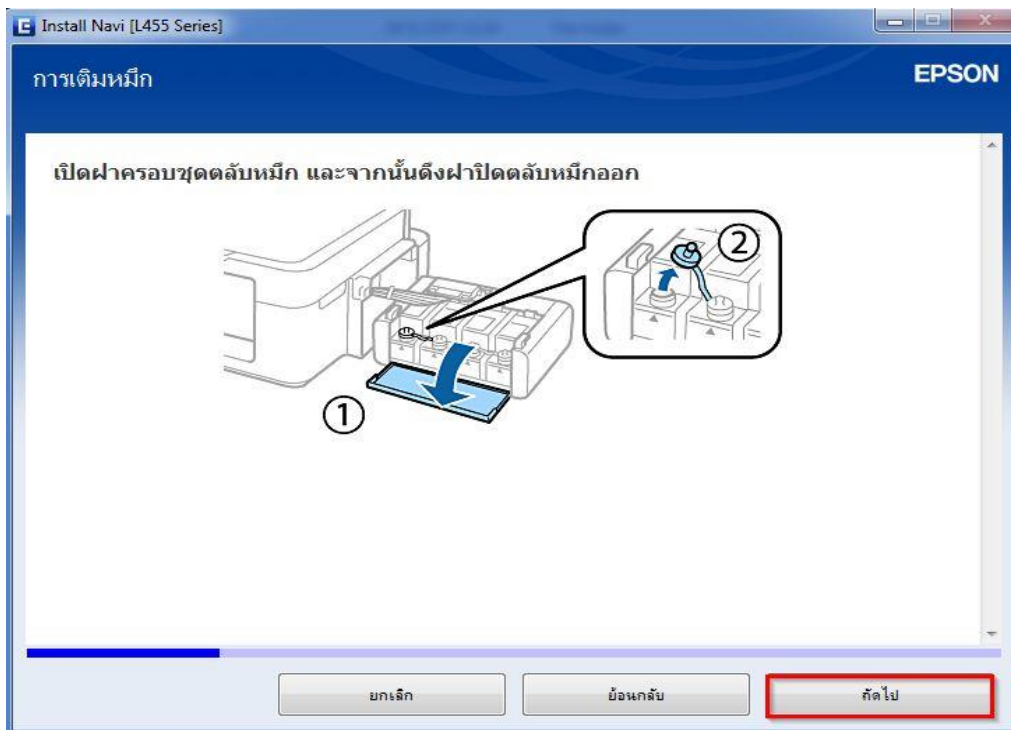 Install Navi [L455 Series]
การเติมหมึก
EPSON
เปิดฝาครอบชุดตลับหมึก และจากนั้นดึงฝาปิดตลับหมึกออก
②
①
ยกเลิก
ย้อนกลับ
ถัดไป